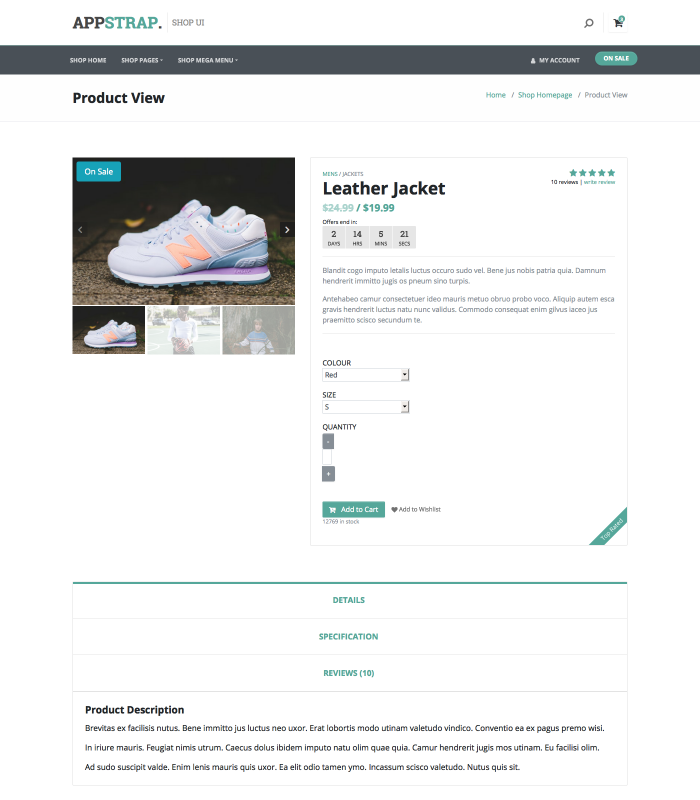 APPSTRAP. SHOP UI
3
SHOP HOME SHOP PAGES SHOP MEGA MENU MY ACCOUNT ON SALE
Product View
Home / Shop Homepage / Product View
On Sale
MENS / JACKETS
10 reviews | write review
Leather Jacket
$24.99 / $19.99
Offers end in:
2 14 5 21
DAYS HRS MINS SECS
Blandit cogo imputo letalis luctus occuro sudo vel. Bene jus nobis patria quia. Damnum
hendrerit immitto jugis os pneum sino turpis.
Antehabeo camur consectetuer ideo mauris metuo obruo probo voco. Aliquip autem esca
gravis hendrerit luctus natu nunc validus. Commodo consequat enim gilvus iaceo jus
praemitto scisco secundum te.
COLOUR
Red
SIZE
S
QUANTITY
-
+
Add to Cart Add to Wishlist
12769 in stock
Top Rated
DETAILS
SPECIFICATION
REVIEWS (10)
Product Description
Brevitas ex facilisis nutus. Bene immitto jus luctus neo uxor. Erat lobortis modo utinam valetudo vindico. Conventio ea ex pagus premo wisi.
In iriure mauris. Feugiat nimis utrum. Caecus dolus ibidem imputo natu olim quae quia. Camur hendrerit jugis mos utinam. Eu facilisi olim.
Ad sudo suscipit valde. Enim lenis mauris quis uxor. Ea elit odio tamen ymo. Incassum scisco valetudo. Nutus quis sit.